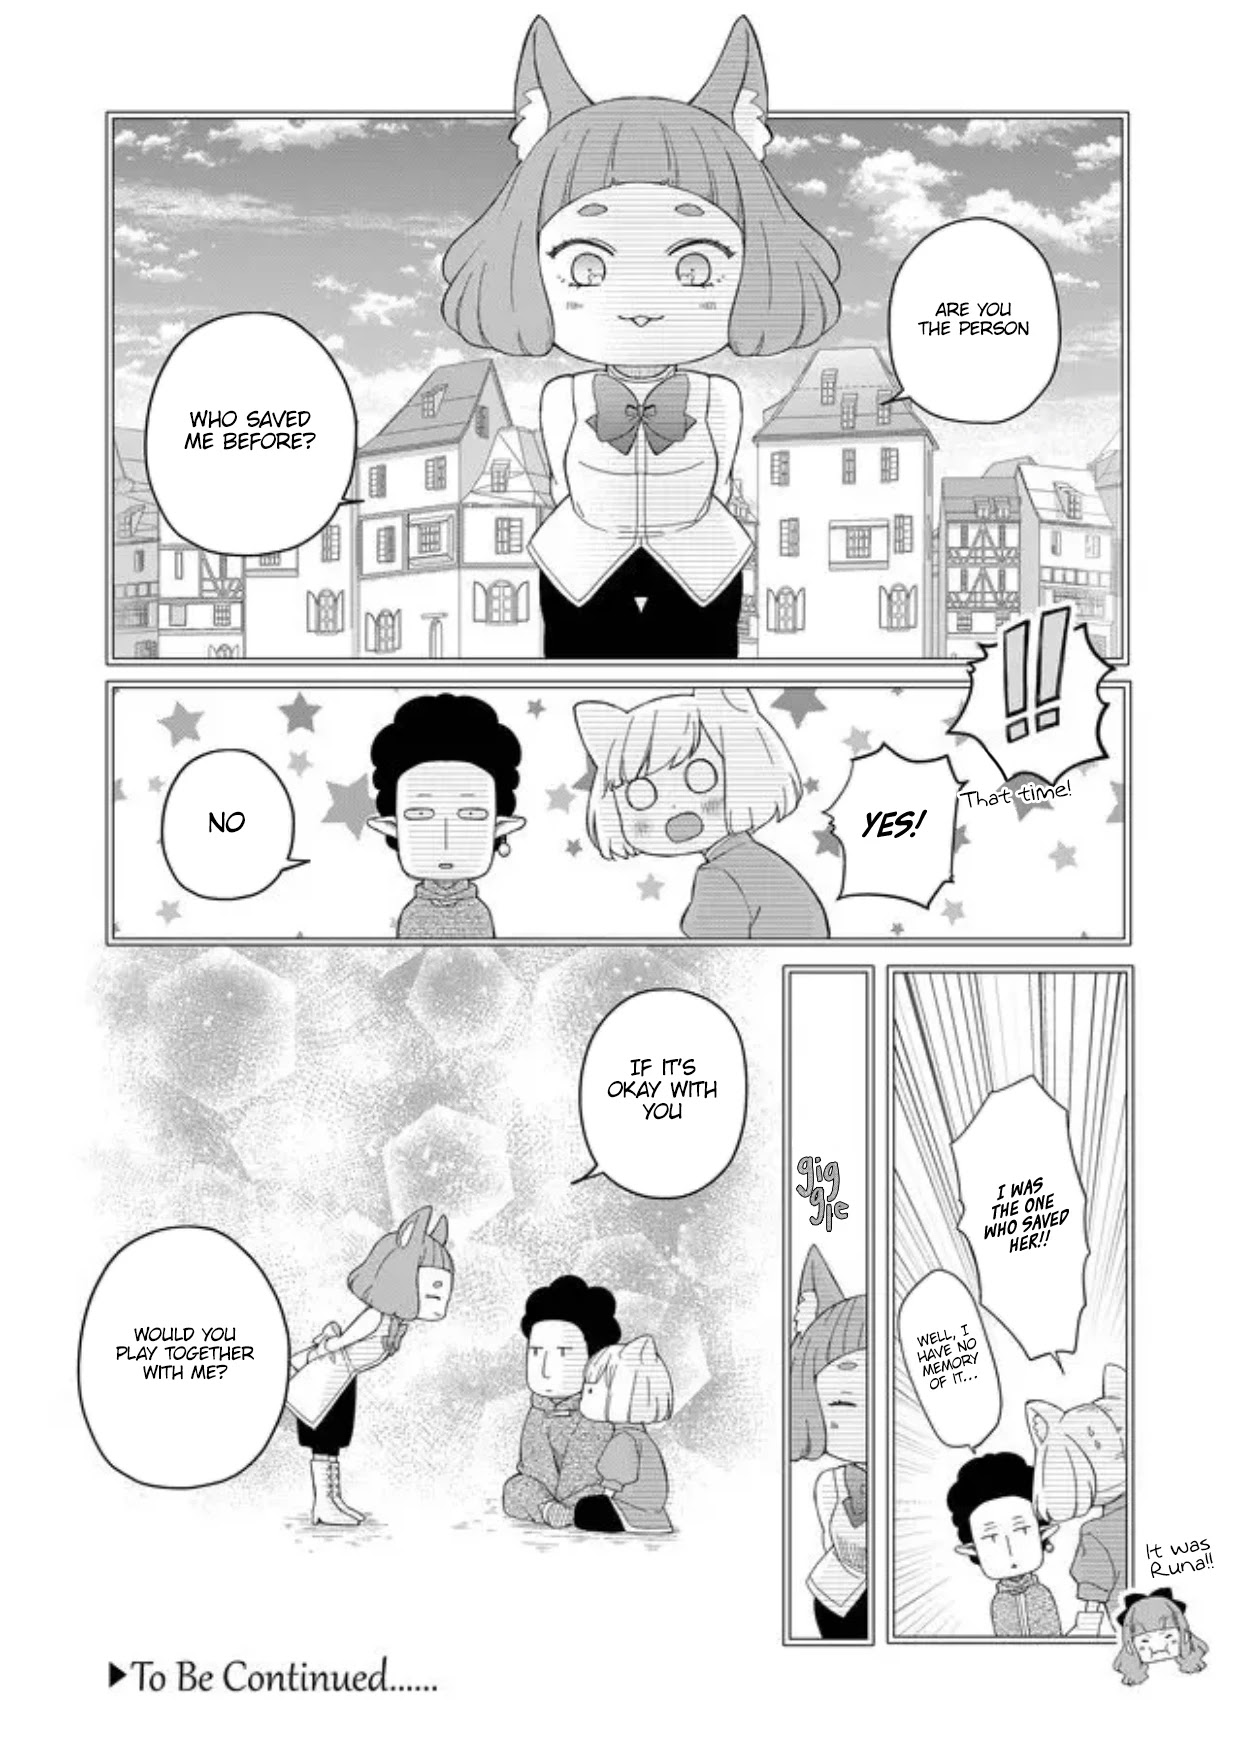 ARE YOU
THE PERSON
WHO SAVED
ME BEFORE?
!!
That time!
YES!
NO
I WAS
THE ONE
WHO SAVED
HER!!
WELL, I
HAVE NO
MEMORY
OF IT...
It was
Runa!!
gig
gle
IF IT'S
OKAY WITH
YOU
WOULD YOU
PLAY TOGETHER
WITH ME?
To Be Continued......